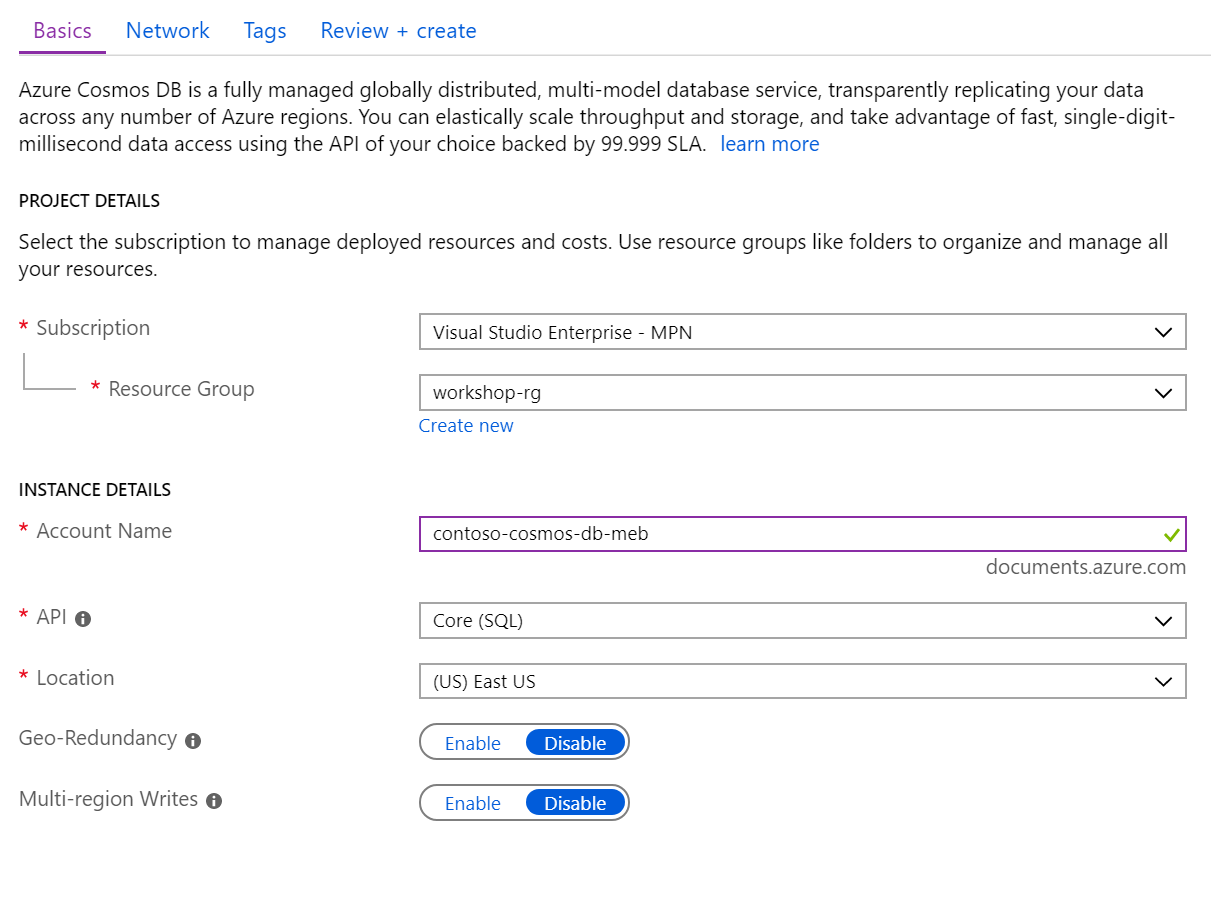 Basics Network Tags Review + create
Azure Cosmos DB is a fully managed globally distributed, multi-model database service, transparently replicating your data
across any number of Azure regions. You can elastically scale throughput and storage, and take advantage of fast, single-digit-
millisecond data access using the API of your choice backed by 99.999 SLA. learn more
PROJECT DETAILS
Select the subscription to manage deployed resources and costs. Use resource groups like folders to organize and manage all
your resources.
* Subscription Visual Studio Enterprise - MPN
* Resource Group workshop-rg
Create new
INSTANCE DETAILS
* Account Name contoso-cosmos-db-meb
documents.azure.com
* API Core (SQL)
* Location (US) East US
Geo-Redundancy Enable Disable
Multi-region Writes Enable Disable